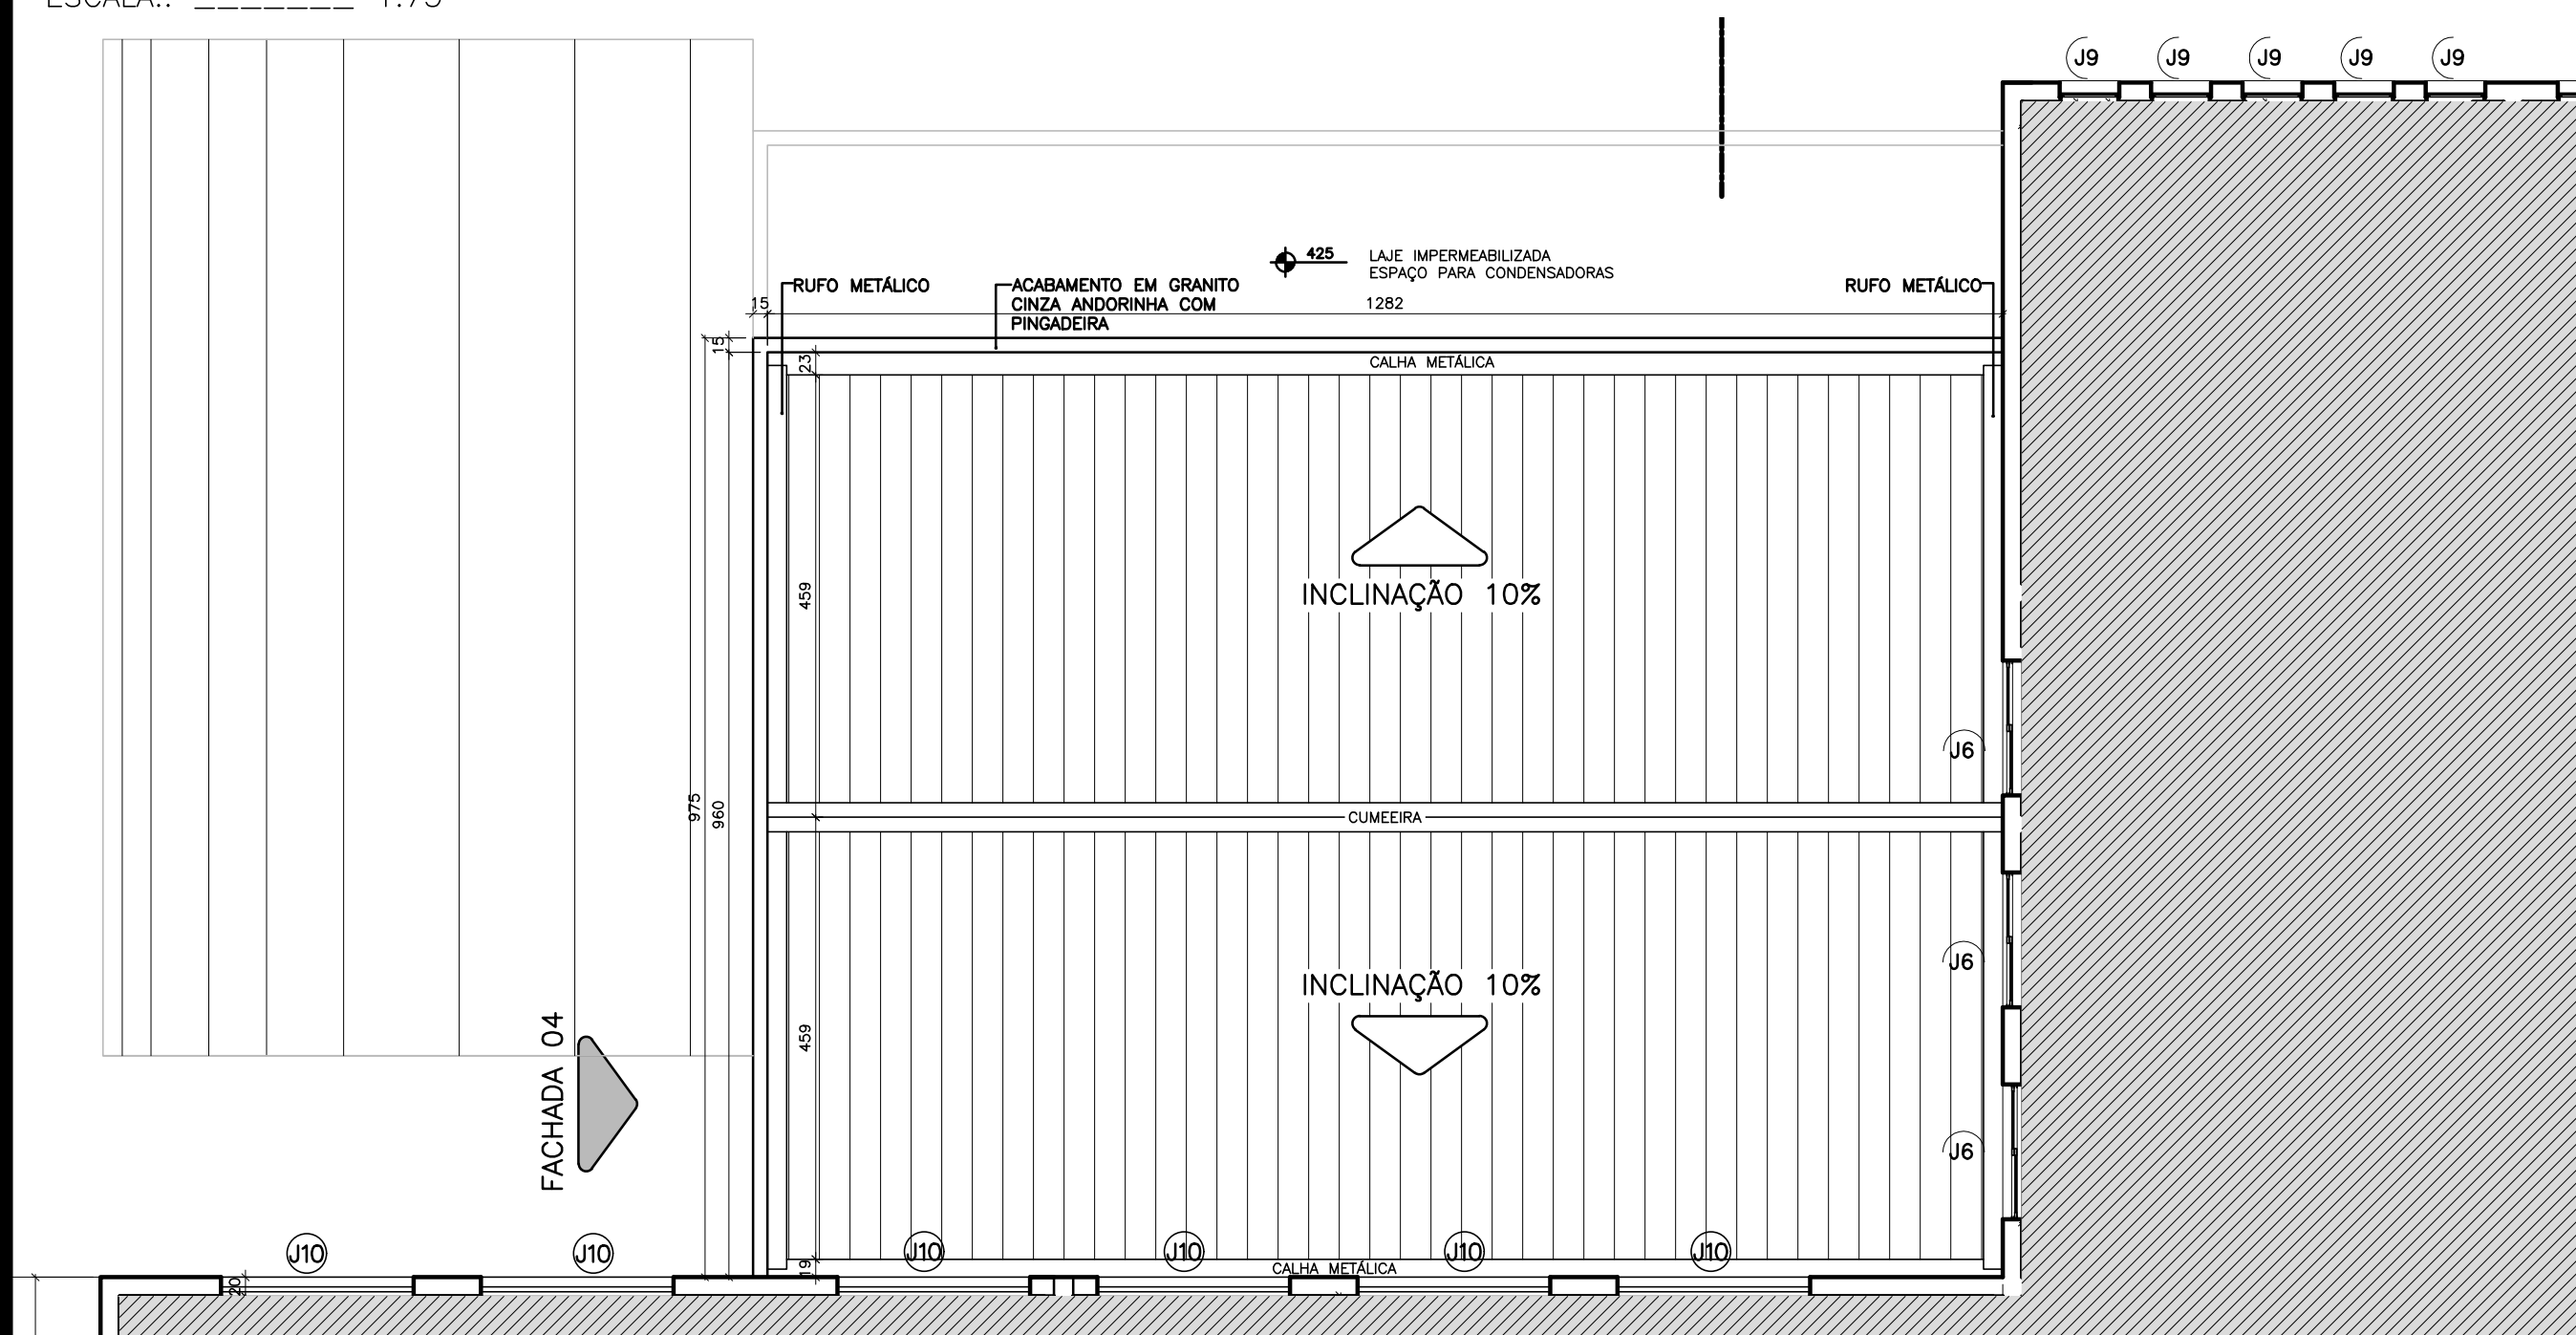 ESCALA.: _______ 1:75
J9
J9
J9
J9
J9
425
LAJE IMPERMEABILIZADA
ESPAÇO PARA CONDENSADORAS
RUFO METÁLICO
ACABAMENTO EM GRANITO
CINZA ANDORINHA COM
PINGADEIRA
RUFO METÁLICO
15
1282
15
23
CALHA METÁLICA
459
INCLINAÇÃO 10%
J6
975
960
CUMEEIRA
J6
INCLINAÇÃO 10%
459
FACHADA 04
J6
J10
J10
J10
J10
J10
J10
19
CALHA METÁLICA
20